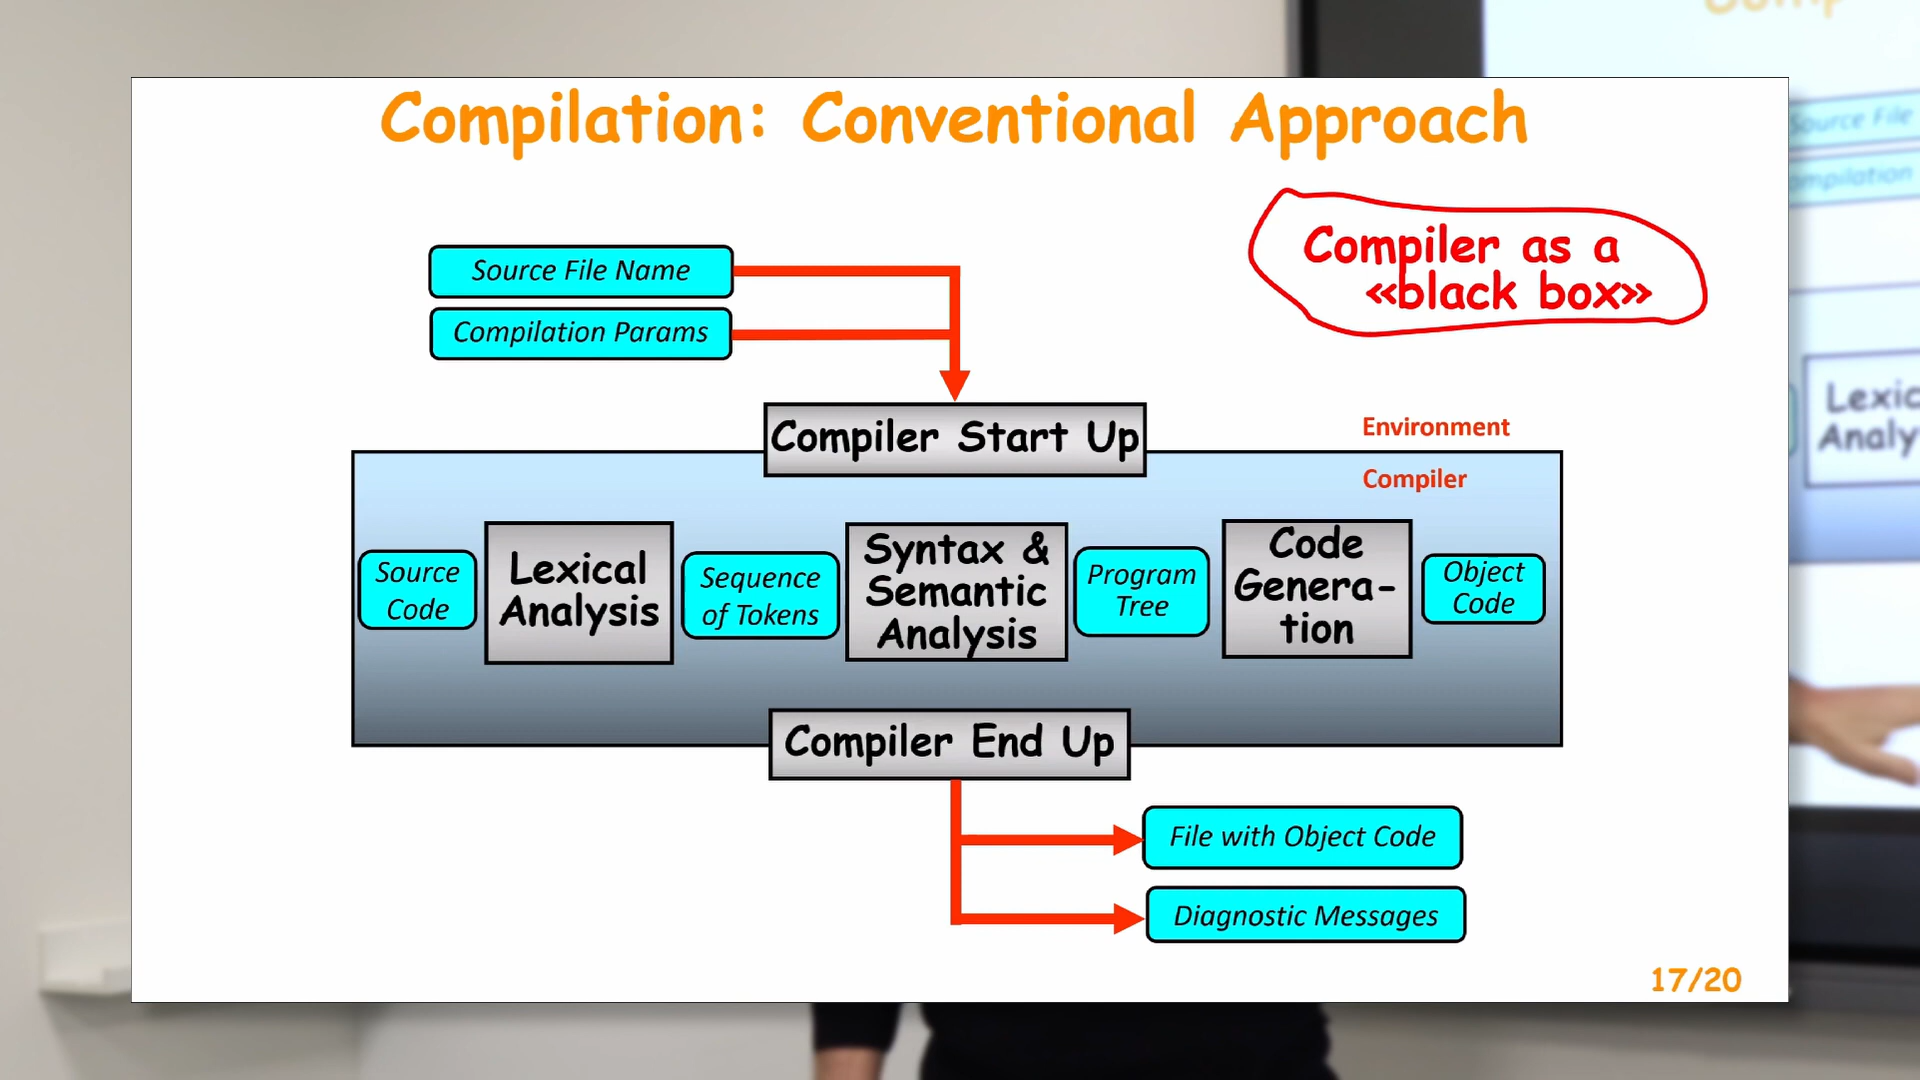 Compilation: Conventional Approach
Compiler as a
«black box»
Source File Name
Compilation Params
Compiler Start Up
Environment
Compiler
Source
Code
Lexical
Analysis
Sequence
of Tokens
Syntax &
Semantic
Analysis
Program
Tree
Code
Genera-
tion
Object
Code
Compiler End Up
File with Object Code
Diagnostic Messages
17/20
Source File